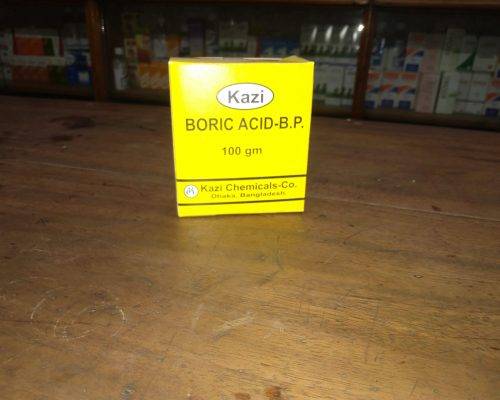 Kazi
BORIC ACID-B.P.
100 gm
Kazi Chemicals-Co.
Dhaka, Bangladesh.